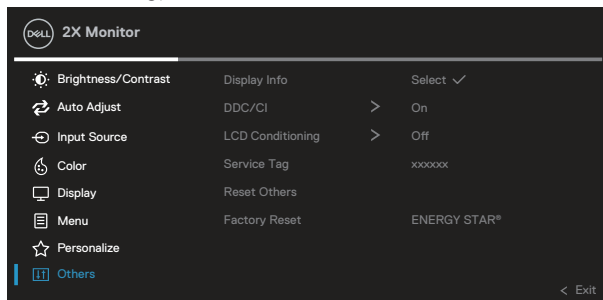 DELL 2X Monitor
Brightness/Contrast Display Info Select ✓
Auto Adjust DDC/CI > On
Input Source LCD Conditioning > Off
Color Service Tag xxxxxx
Display Reset Others
Menu Factory Reset ENERGY STAR®
Personalize
Others
< Exit